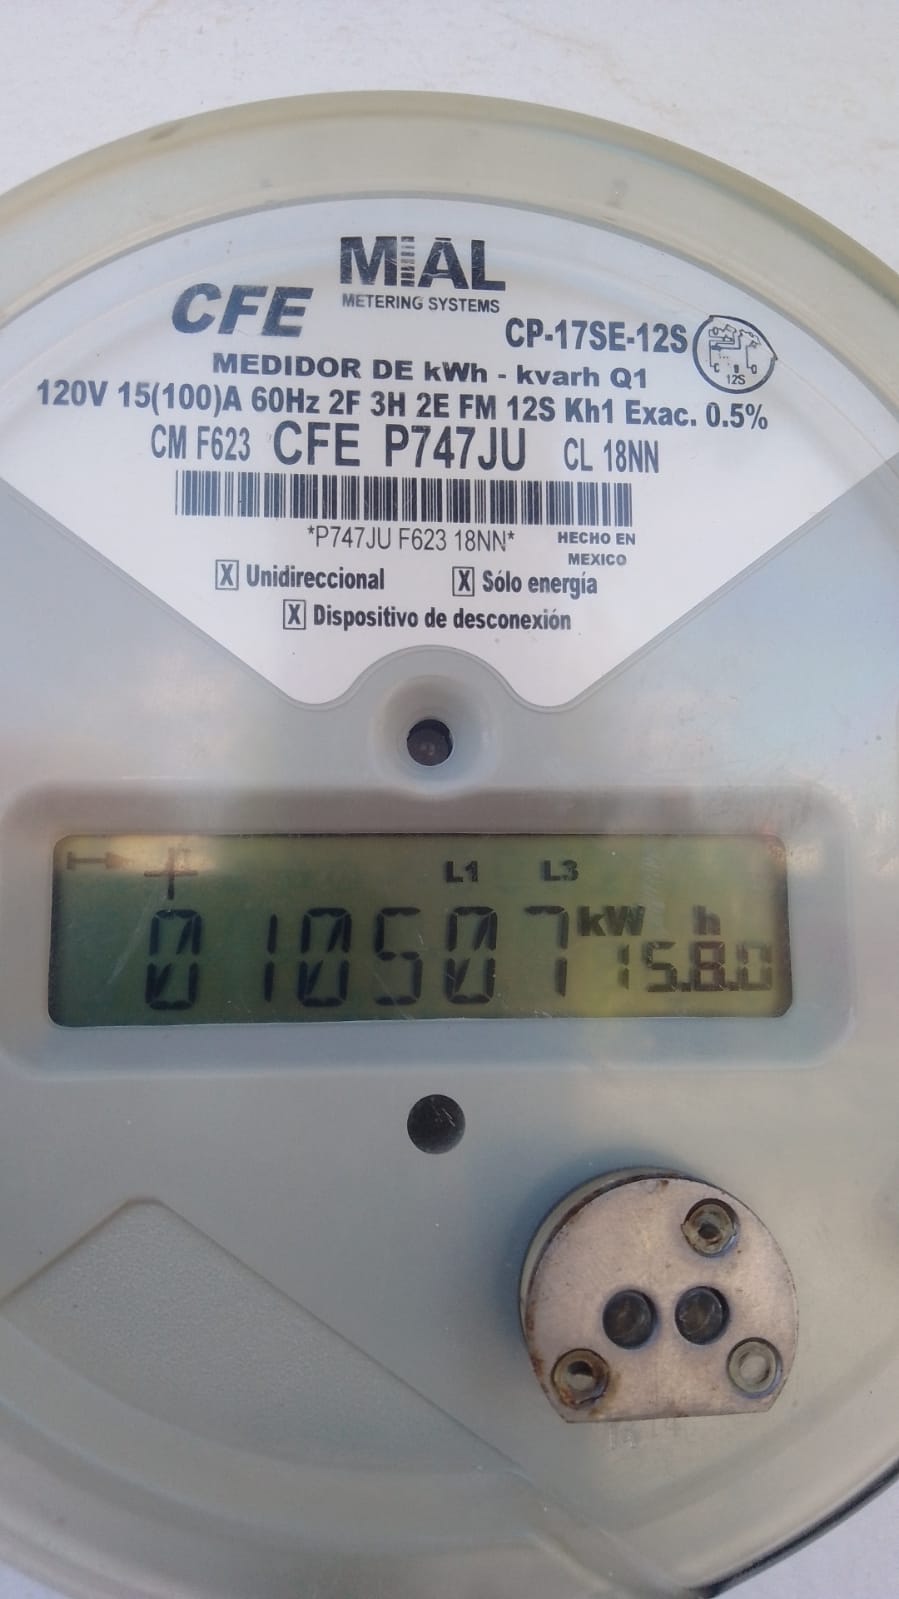 MIAL
METERING SYSTEMS
CFE
CP-17SE-12S
12S
MEDIDOR DE kWh - kvarh Q1
120V 15(100)A 60Hz 2F 3H 2E FM 12S Kh1 Exac. 0.5%
CM F623 CFE P747JU CL 18NN
*P747JU F623 18NN*
HECHO EN
MEXICO
X Unidireccional X Sólo energía
X Dispositivo de desconexión
L1 L3
010507 kW h
15.8.0